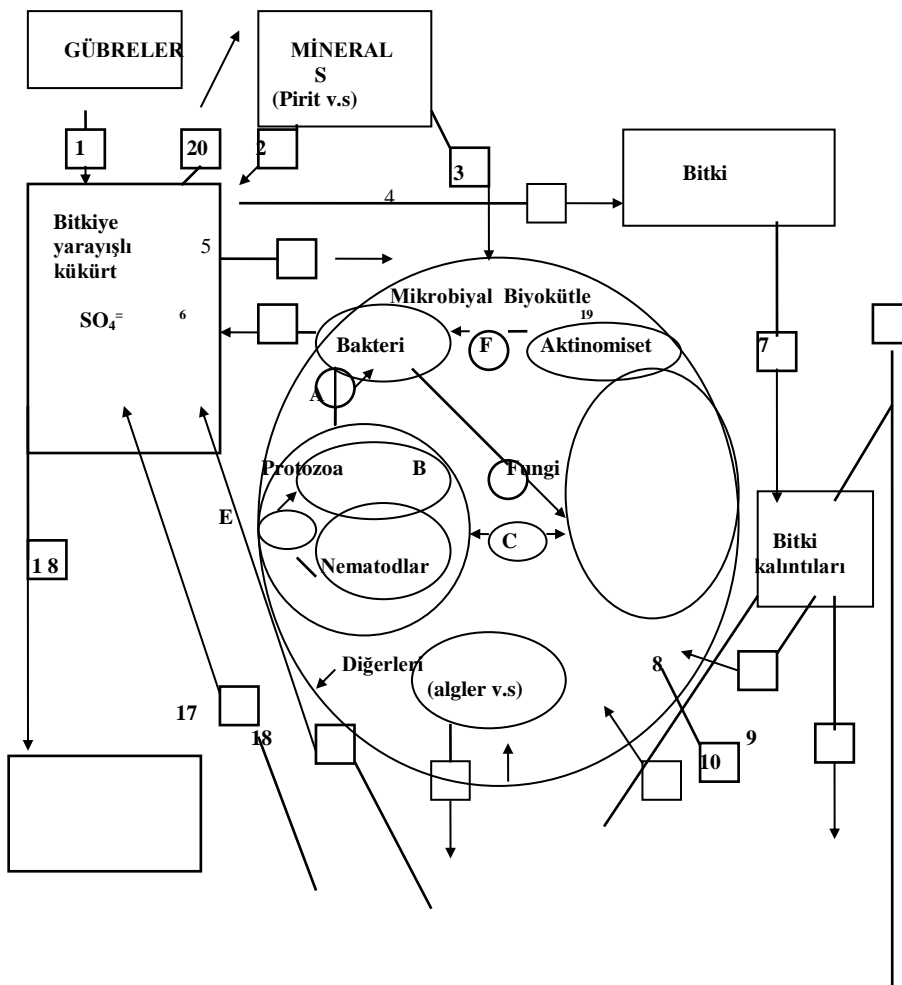 GÜBRELER
MİNERAL
S
(Pirit v.s)
1
20
2
3
Bitki
4
Bitkiye
yarayışlı
kükürt
5
SO₄⁼
6
Mikrobiyal Biyokütle
19
Bakteri
F
Aktinomiset
7
A
Protozoa
B
Fungi
E
C
Nematodlar
Bitki
kalıntıları
1 8
Diğerleri
(algler v.s)
8
17
18
9
10